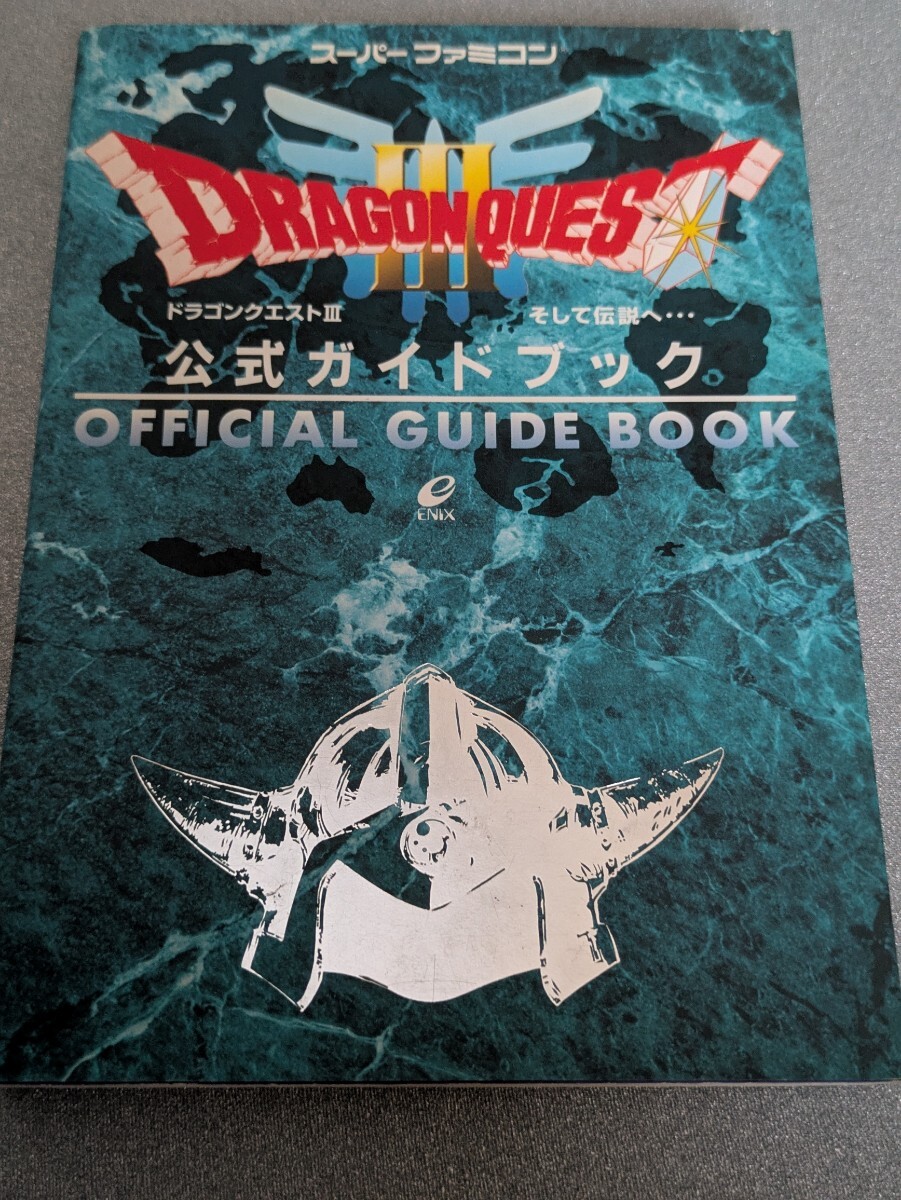 スーパーファミコン
III
DRAGON QUEST
ドラゴンクエストIII そして伝説へ・・・
公式ガイドブック
OFFICIAL GUIDE BOOK
e
ENIX